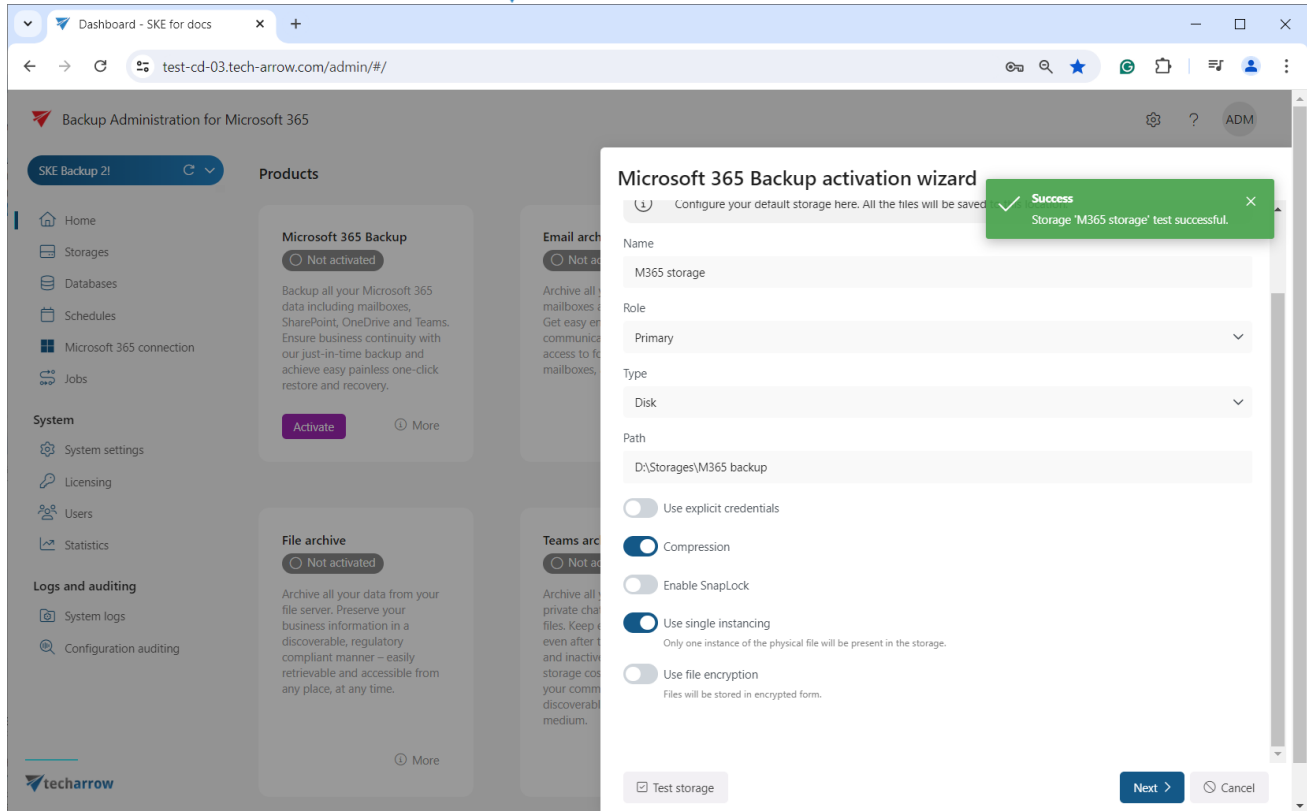 Dashboard - SKE for docs
test-cd-03.tech-arrow.com/admin/#/
Backup Administration for Microsoft 365
ADM
SKE Backup 2!
Home
Storages
Databases
Schedules
Microsoft 365 connection
Jobs
System
System settings
Licensing
Users
Statistics
Logs and auditing
System logs
Configuration auditing
techarrow
Products
Microsoft 365 Backup
Not activated
Backup all your Microsoft 365
data including mailboxes,
SharePoint, OneDrive and Teams.
Ensure business continuity with
our just-in-time backup and
achieve easy painless one-click
restore and recovery.
Activate
More
Email arch
Not ac
Archive all
mailboxes a
Get easy en
communica
access to fo
mailboxes,
File archive
Not activated
Archive all your data from your
file server. Preserve your
business information in a
discoverable, regulatory
compliant manner – easily
retrievable and accessible from
any place, at any time.
More
Teams arc
Not ac
Archive all
private cha
files. Keep
even after t
and inactiv
storage cos
your comm
discoverabl
medium.
Microsoft 365 Backup activation wizard
Configure your default storage here. All the files will be saved
Success
Storage 'M365 storage' test successful.
Name
M365 storage
Role
Primary
Type
Disk
Path
D:\Storages\M365 backup
Use explicit credentials
Compression
Enable SnapLock
Use single instancing
Only one instance of the physical file will be present in the storage.
Use file encryption
Files will be stored in encrypted form.
Test storage
Next
Cancel